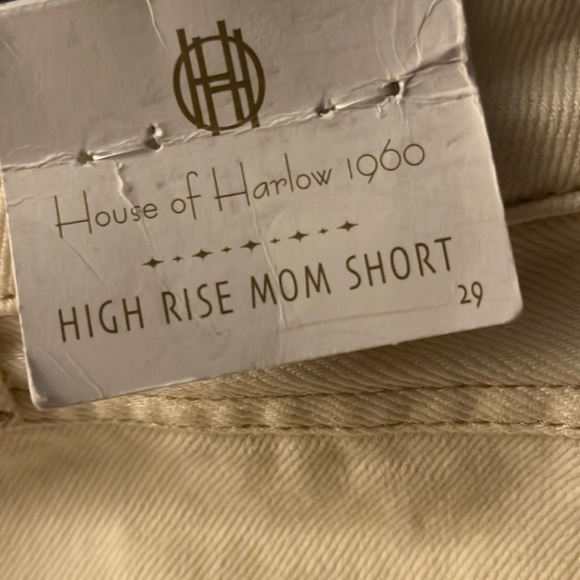 House of Harlow 1960
HIGH RISE MOM SHORT
29